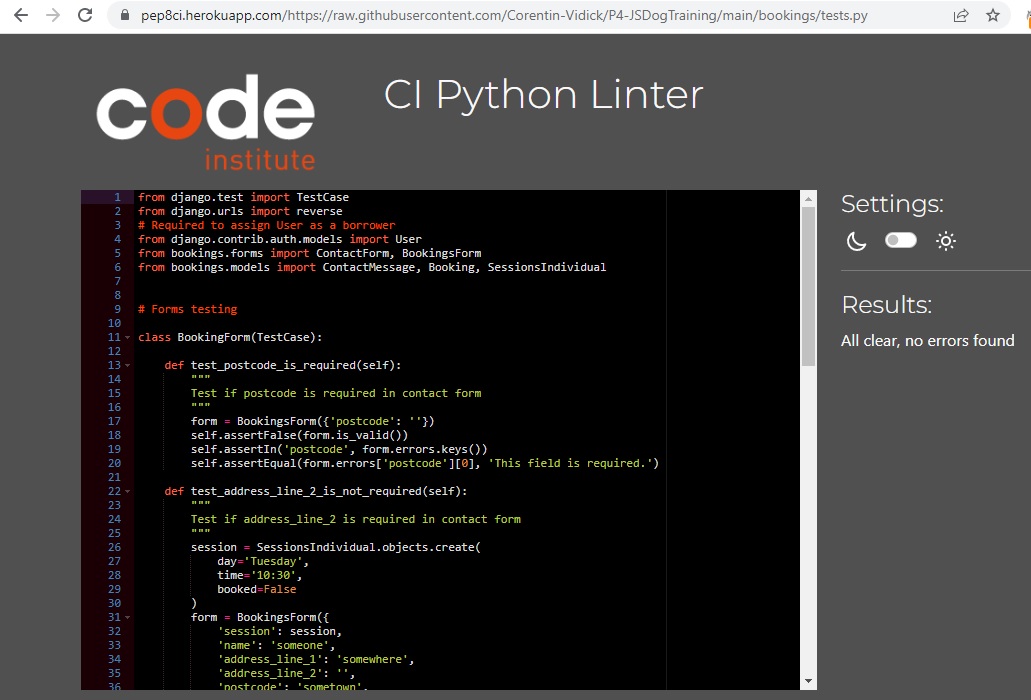 pep8ci.herokuapp.com/https://raw.githubusercontent.com/Corentin-Vidick/P4-JSDogTraining/main/bookings/tests.py
code
institute
CI Python Linter
1 from django.test import TestCase
2 from django.urls import reverse
3 # Required to assign User as a borrower
4 from django.contrib.auth.models import User
5 from bookings.forms import ContactForm, BookingsForm
6 from bookings.models import ContactMessage, Booking, SessionsIndividual
7
8
9 # Forms testing
10
11 class BookingForm(TestCase):
12
13     def test_postcode_is_required(self):
14         """
15         Test if postcode is required in contact form
16         """
17         form = BookingsForm({'postcode': ''})
18         self.assertFalse(form.is_valid())
19         self.assertIn('postcode', form.errors.keys())
20         self.assertEqual(form.errors['postcode'][0], 'This field is required.')
21
22     def test_address_line_2_is_not_required(self):
23         """
24         Test if address_line_2 is required in contact form
25         """
26         session = SessionsIndividual.objects.create(
27             day='Tuesday',
28             time='10:30',
29             booked=False
30         )
31         form = BookingsForm({
32             'session': session,
33             'name': 'someone',
34             'address_line_1': 'somewhere',
35             'address_line_2': '',
36             'postcode': 'sometown',
Settings:
Results:
All clear, no errors found